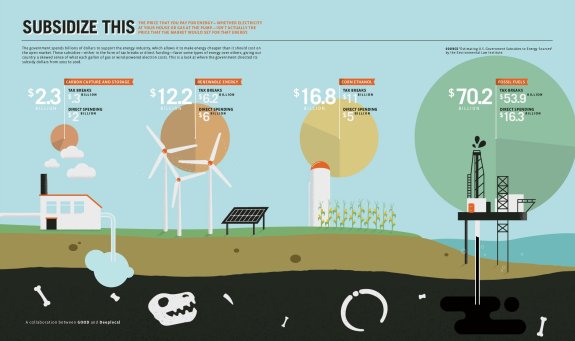 SUBSIDIZE THIS
THE PRICE THAT YOU PAY FOR ENERGY—WHETHER ELECTRICITY
AT YOUR HOUSE OR GAS AT THE PUMP—ISN'T ACTUALLY THE
PRICE THAT THE MARKET WOULD SET FOR THAT ENERGY.
The government spends billions of dollars to support the energy industry, which allows it to make energy cheaper than it should cost on
the open market. These subsidies—either in the form of tax breaks or direct funding—favor some types of energy over others, giving our
country a skewed sense of what each gallon of gas or wind-powered electron costs. This is a look at where the government directed its
subsidy dollars from 2002 to 2008.
SOURCE "Estimating U.S. Government Subsidies to Energy Sources"
by the Environmental Law Institute
CARBON CAPTURE AND STORAGE
$2.3
BILLION
TAX BREAKS
$.3 BILLION
DIRECT SPENDING
$2 BILLION
RENEWABLE ENERGY
$12.2
BILLION
TAX BREAKS
$6.2 BILLION
DIRECT SPENDING
$6 BILLION
CORN ETHANOL
$16.8
BILLION
TAX BREAKS
$11 BILLION
DIRECT SPENDING
$5 BILLION
FOSSIL FUELS
$70.2
BILLION
TAX BREAKS
$53.9 BILLION
DIRECT SPENDING
$16.3 BILLION
A collaboration between GOOD and Deeplocal